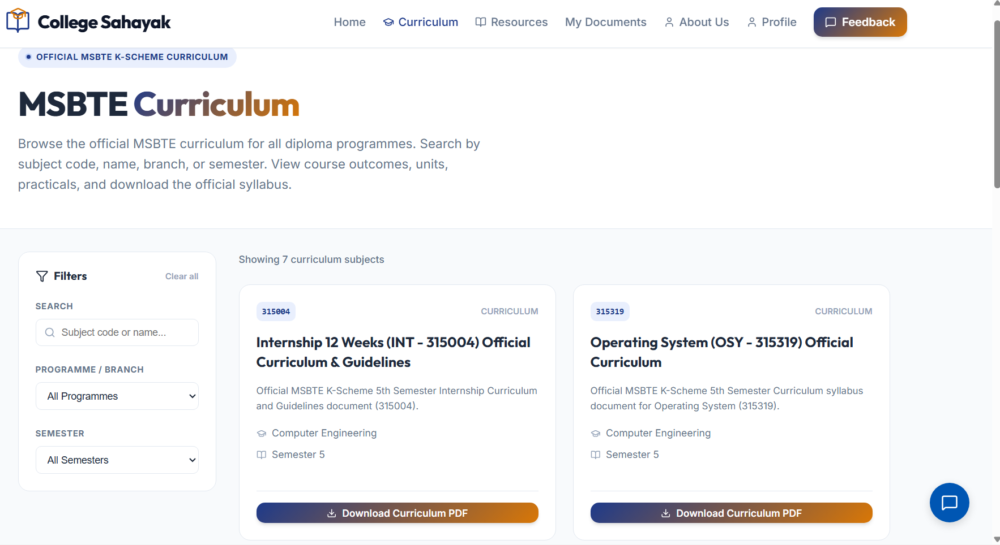 College Sahayak
Home
Curriculum
Resources
My Documents
About Us
Profile
Feedback
OFFICIAL MSBTE K-SCHEME CURRICULUM
MSBTE Curriculum
Browse the official MSBTE curriculum for all diploma programmes. Search by
subject code, name, branch, or semester. View course outcomes, units,
practicals, and download the official syllabus.
Filters
Clear all
SEARCH
Subject code or name...
PROGRAMME / BRANCH
All Programmes
SEMESTER
All Semesters
Showing 7 curriculum subjects
315004
CURRICULUM
Internship 12 Weeks (INT - 315004) Official
Curriculum & Guidelines
Official MSBTE K-Scheme 5th Semester Internship Curriculum
and Guidelines document (315004).
Computer Engineering
Semester 5
Download Curriculum PDF
315319
CURRICULUM
Operating System (OSY - 315319) Official
Curriculum
Official MSBTE K-Scheme 5th Semester Curriculum syllabus
document for Operating System (315319).
Computer Engineering
Semester 5
Download Curriculum PDF